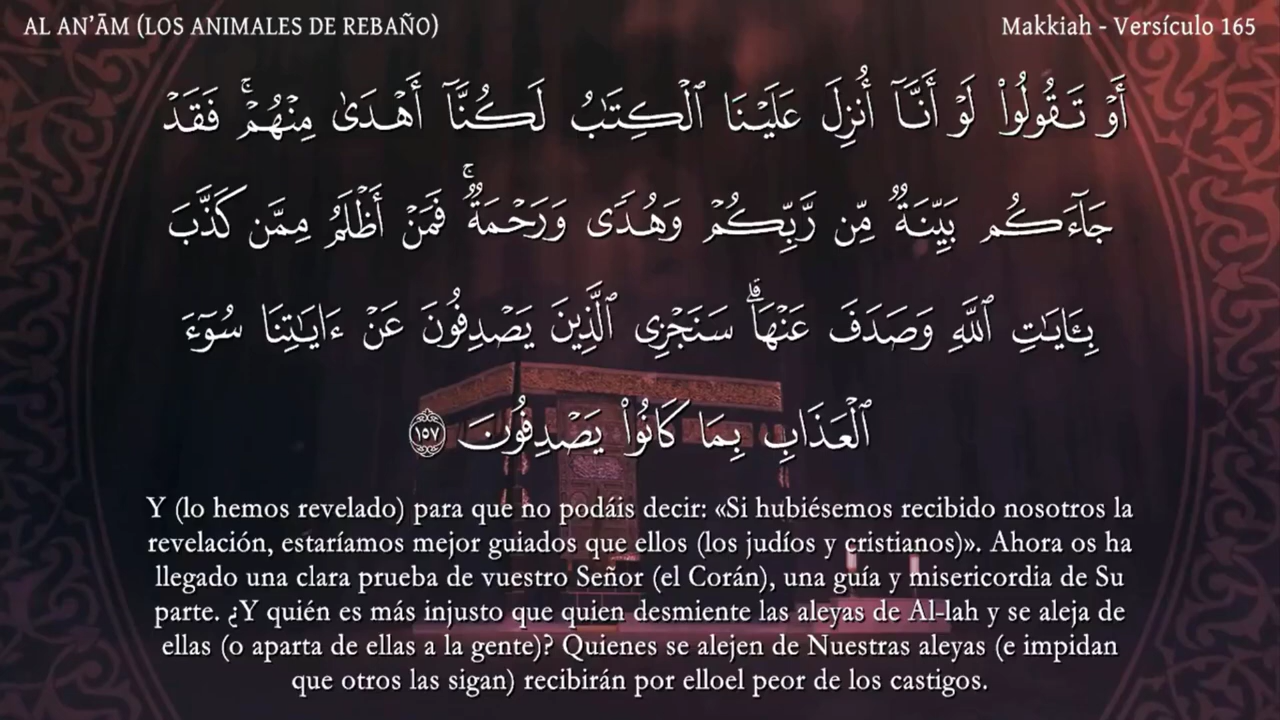 AL AN’ĀM (LOS ANIMALES DE REBAÑO)
Makkiah - Versículo 165
أَوْ تَقُولُوا۟ لَوْ أَنَّآ أُنزِلَ عَلَيْنَا ٱلْكِتَـٰبُ لَكُنَّآ أَهْدَىٰ مِنْهُمْ ۚ فَقَدْ
جَآءَكُم بَيِّنَةٌ مِّن رَّبِّكُمْ وَهُدًى وَرَحْمَةٌ ۚ فَمَنْ أَظْلَمُ مِمَّن كَذَّبَ
بِـَٔايَـٰتِ ٱللَّهِ وَصَدَفَ عَنْهَا ۗ سَنَجْزِى ٱلَّذِينَ يَصْدِفُونَ عَنْ ءَايَـٰتِنَا سُوٓءَ
ٱلْعَذَابِ بِمَا كَانُوا۟ يَصْدِفُونَ ١٥٧
Y (lo hemos revelado) para que no podáis decir: «Si hubiésemos recibido nosotros la
revelación, estaríamos mejor guiados que ellos (los judíos y cristianos)». Ahora os ha
llegado una clara prueba de vuestro Señor (el Corán), una guía y misericordia de Su
parte. ¿Y quién es más injusto que quien desmiente las aleyas de Al-lah y se aleja de
ellas (o aparta de ellas a la gente)? Quienes se alejen de Nuestras aleyas (e impidan
que otros las sigan) recibirán por elloel peor de los castigos.